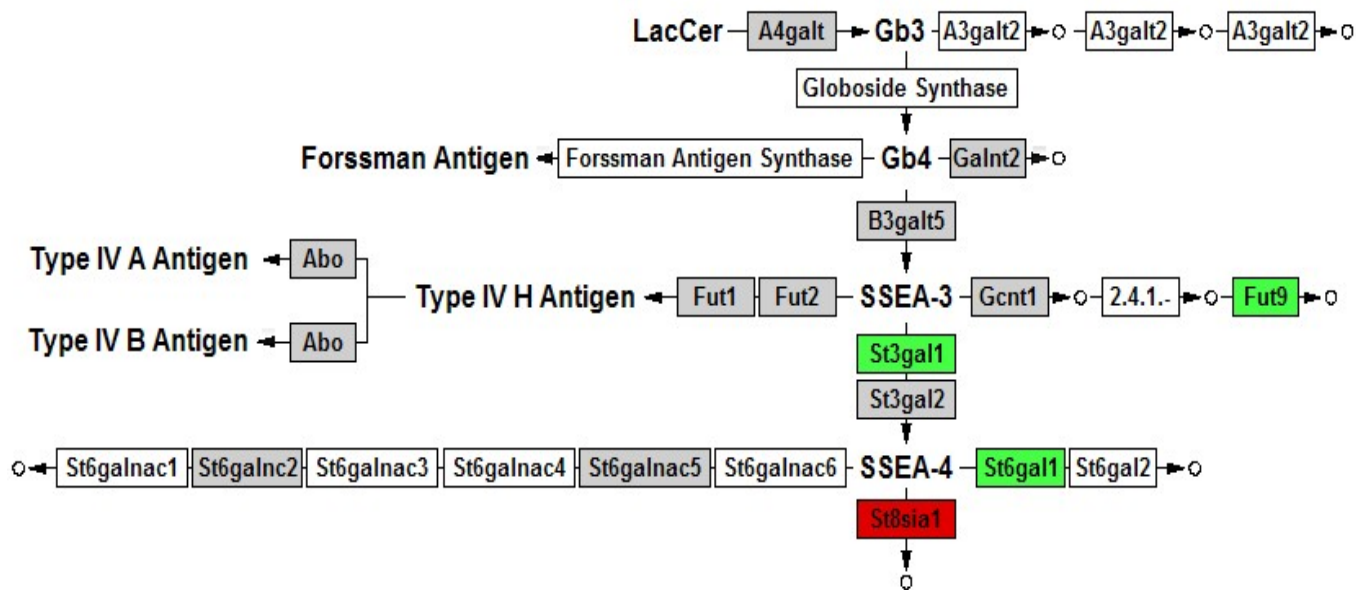 LacCer A4galt Gb3 A3galt2 A3galt2 A3galt2
Globoside Synthase
Forssman Antigen Forssman Antigen Synthase Gb4 Galnt2
B3galt5
Type IV A Antigen Abo
Type IV H Antigen Fut1 Fut2 SSEA-3 Gcnt1 2.4.1.- Fut9
Type IV B Antigen Abo
St3gal1
St3gal2
St6galnac1 St6galnc2 St6galnac3 St6galnac4 St6galnac5 St6galnac6 SSEA-4 St6gal1 St6gal2
St8sia1